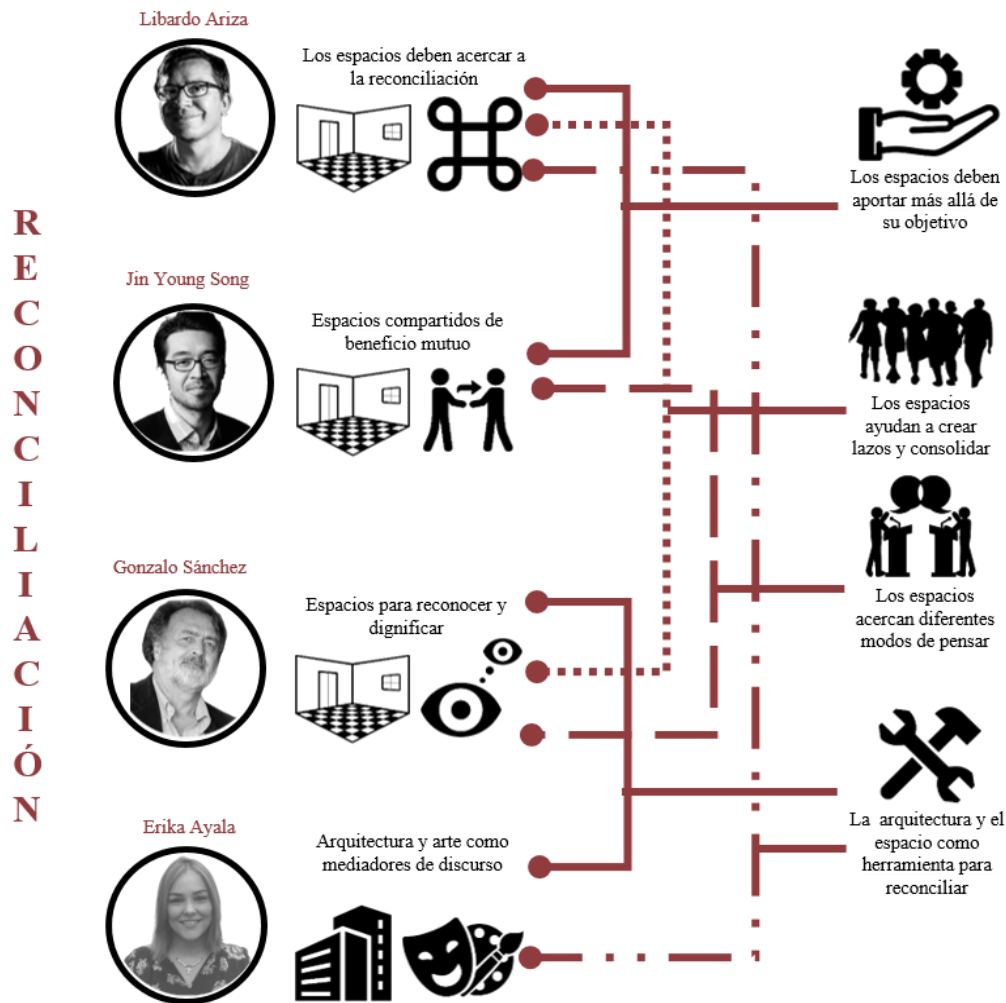 RECONCILIACIÓN
Libardo Ariza
Los espacios deben acercar a
la reconciliación
Jin Young Song
Espacios compartidos de
beneficio mutuo
Gonzalo Sánchez
Espacios para reconocer y
dignificar
Erika Ayala
Arquitectura y arte como
mediadores de discurso
Los espacios deben
aportar más allá de
su objetivo
Los espacios
ayudan a crear
lazos y consolidar
Los espacios
acercan diferentes
modos de pensar
La arquitectura y el
espacio como
herramienta para
reconciliar